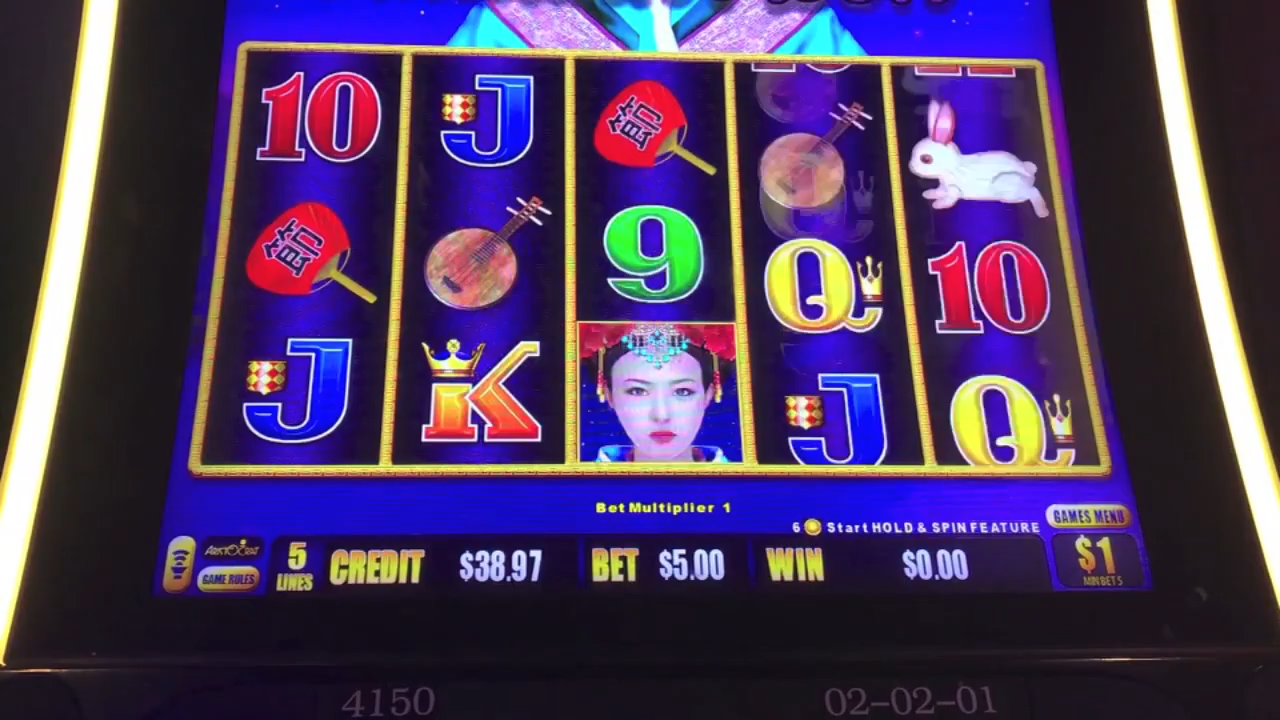 10 J
9
Q 10
J K J Q
Bet Multiplier 1
6 Start HOLD & SPIN FEATURE GAMES MENU
ARISTOCRAT
GAME RULES
5 LINES CREDIT $38.97 BET $5.00 WIN $0.00 $1 MIN BETS
4150 02-02-01